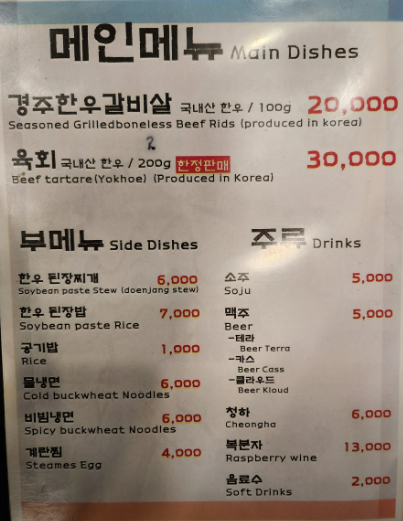 메인메뉴 Main Dishes
경주한우갈비살 국내산 한우 / 100g 20,000
Seasoned Grilledboneless Beef Rids (produced in korea)
2
육회 국내산 한우 / 200g 한정판매 30,000
Beef tartare(Yokhoe) (Produced in Korea)
부메뉴 Side Dishes
한우 된장찌개 6,000
Soybean paste Stew (doenjang stew)
한우 된장밥 7,000
Soybean paste Rice
공기밥 1,000
Rice
물냉면 6,000
Cold buckwheat Noodles
비빔냉면 6,000
Spicy buckwheat Noodles
계란찜 4,000
Steames Egg
주류 Drinks
소주 5,000
Soju
맥주 5,000
Beer
-테라
Beer Terra
-카스
Beer Cass
-클라우드
Beer Kloud
청하 6,000
Cheongha
복분자 13,000
Raspberry wine
음료수 2,000
Soft Drinks